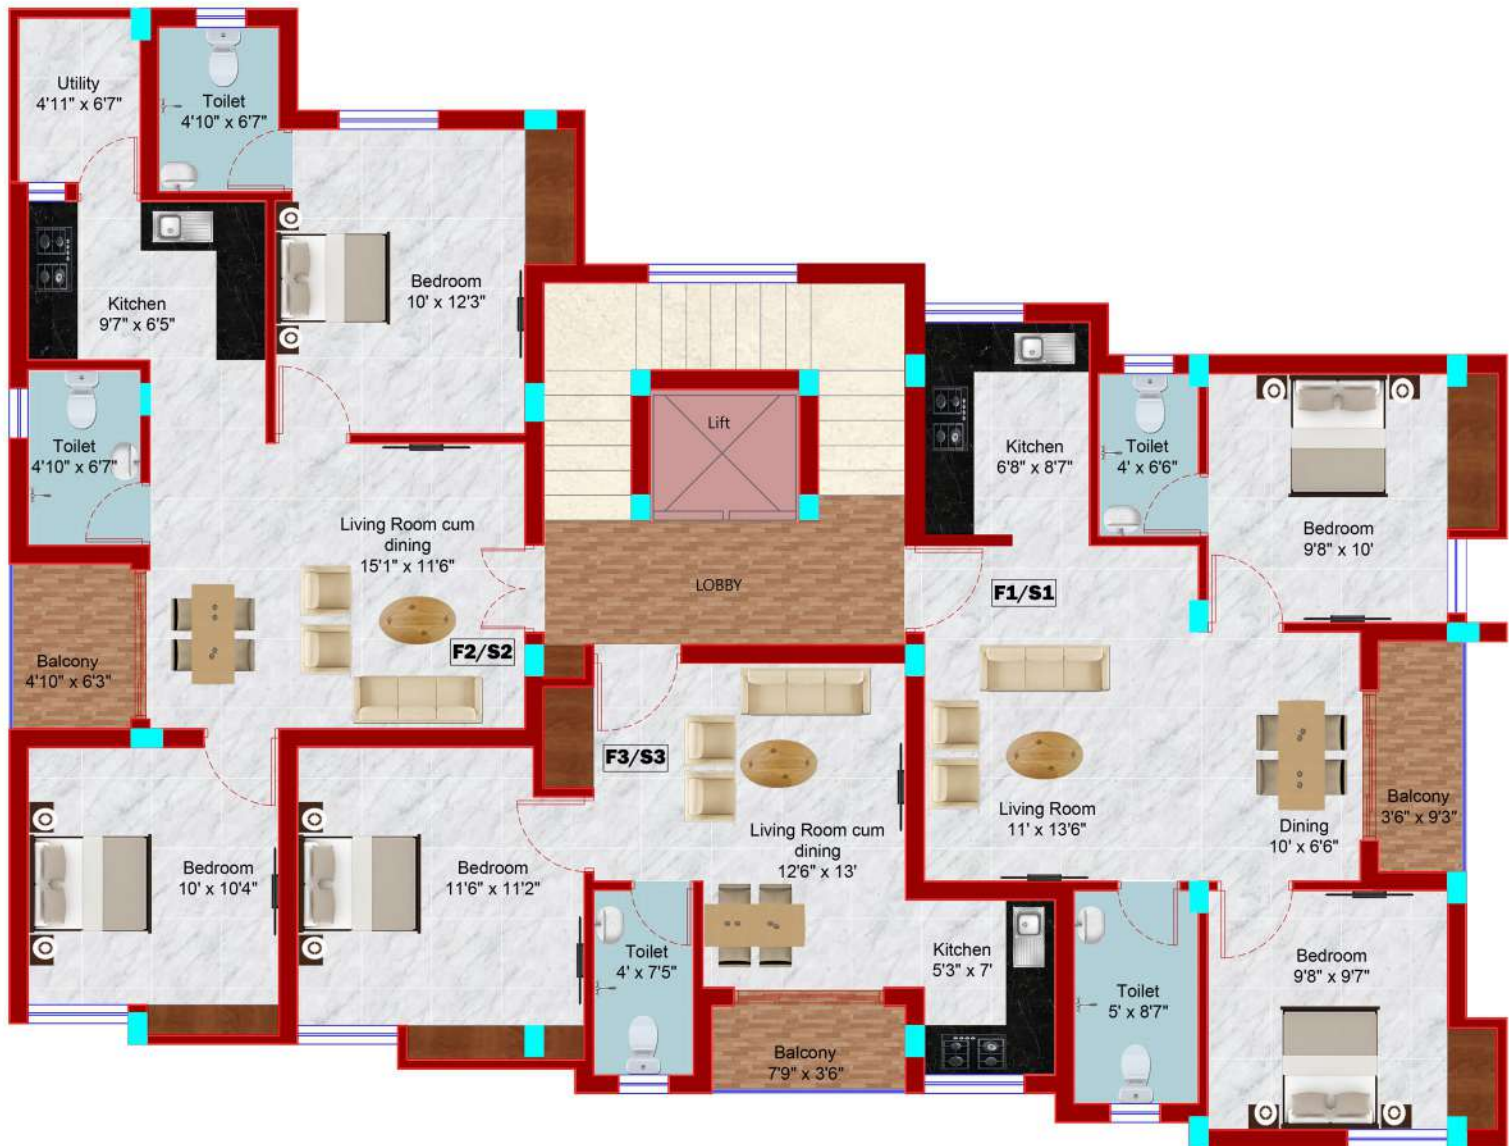 Utility
4'11" x 6'7"
Toilet
4'10" x 6'7"
Bedroom
10' x 12'3"
Kitchen
9'7" x 6'5"
Toilet
4'10" x 6'7"
Living Room cum
dining
15'1" x 11'6"
F2/S2
Balcony
4'10" x 6'3"
Bedroom
10' x 10'4"
Lift
LOBBY
Kitchen
6'8" x 8'7"
Toilet
4' x 6'6"
Bedroom
9'8" x 10'
F1/S1
Living Room
11' x 13'6"
Dining
10' x 6'6"
Balcony
3'6" x 9'3"
Toilet
5' x 8'7"
Bedroom
9'8" x 9'7"
F3/S3
Living Room cum
dining
12'6" x 13'
Bedroom
11'6" x 11'2"
Toilet
4' x 7'5"
Kitchen
5'3" x 7'
Balcony
7'9" x 3'6"